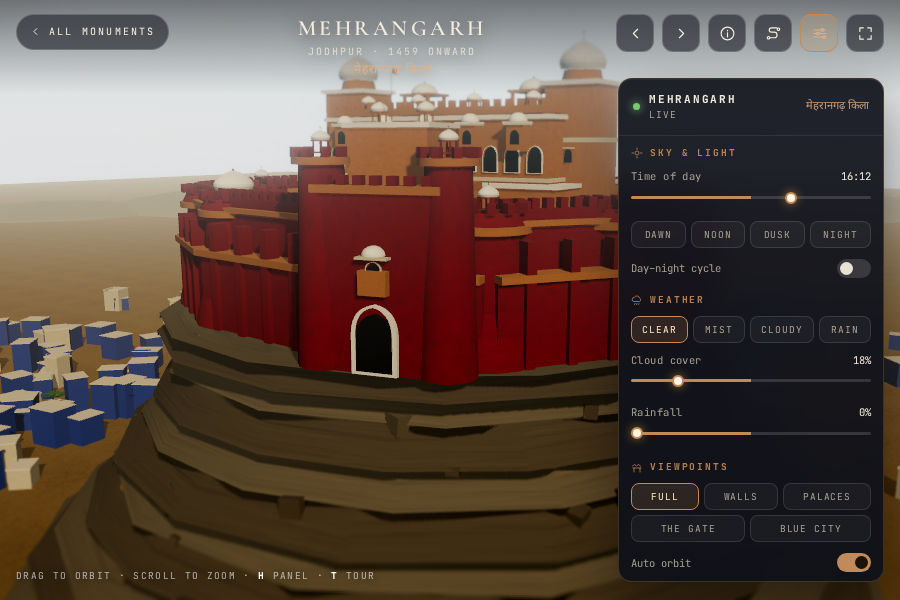 ALL MONUMENTS
MEHRANGARH
JODHPUR · 1459 ONWARD
मेहरानगढ़ क़िला
MEHRANGARH
LIVE
मेहरानगढ़ क़िला
SKY & LIGHT
Time of day 16:12
DAWN NOON DUSK NIGHT
Day-night cycle
WEATHER
CLEAR MIST CLOUDY RAIN
Cloud cover 18%
Rainfall 0%
VIEWPOINTS
FULL WALLS PALACES
THE GATE BLUE CITY
Auto orbit
DRAG TO ORBIT · SCROLL TO ZOOM · H PANEL · T TOUR